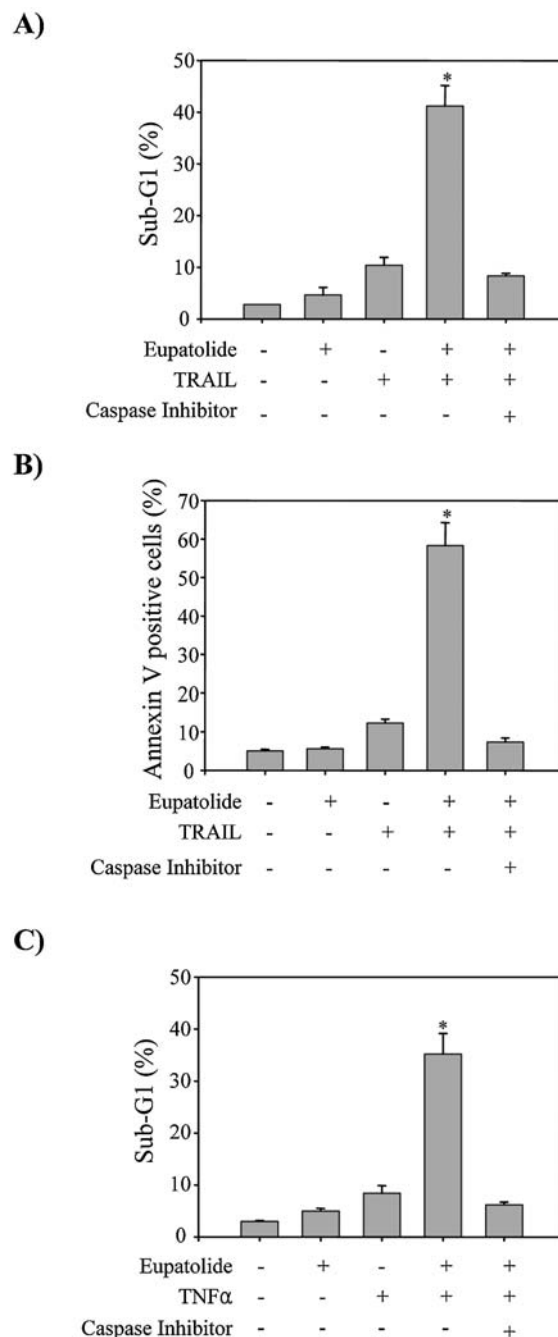 A)
Sub-G1 (%)
50
40
30
20
10
0
*
Eupatolide - + - + +
TRAIL - - + + +
Caspase Inhibitor - - - - +
B)
Annexin V positive cells (%)
70
60
50
40
30
20
10
0
*
Eupatolide - + - + +
TRAIL - - + + +
Caspase Inhibitor - - - - +
C)
Sub-G1 (%)
50
40
30
20
10
0
*
Eupatolide - + - + +
TNFα - - + + +
Caspase Inhibitor - - - - +